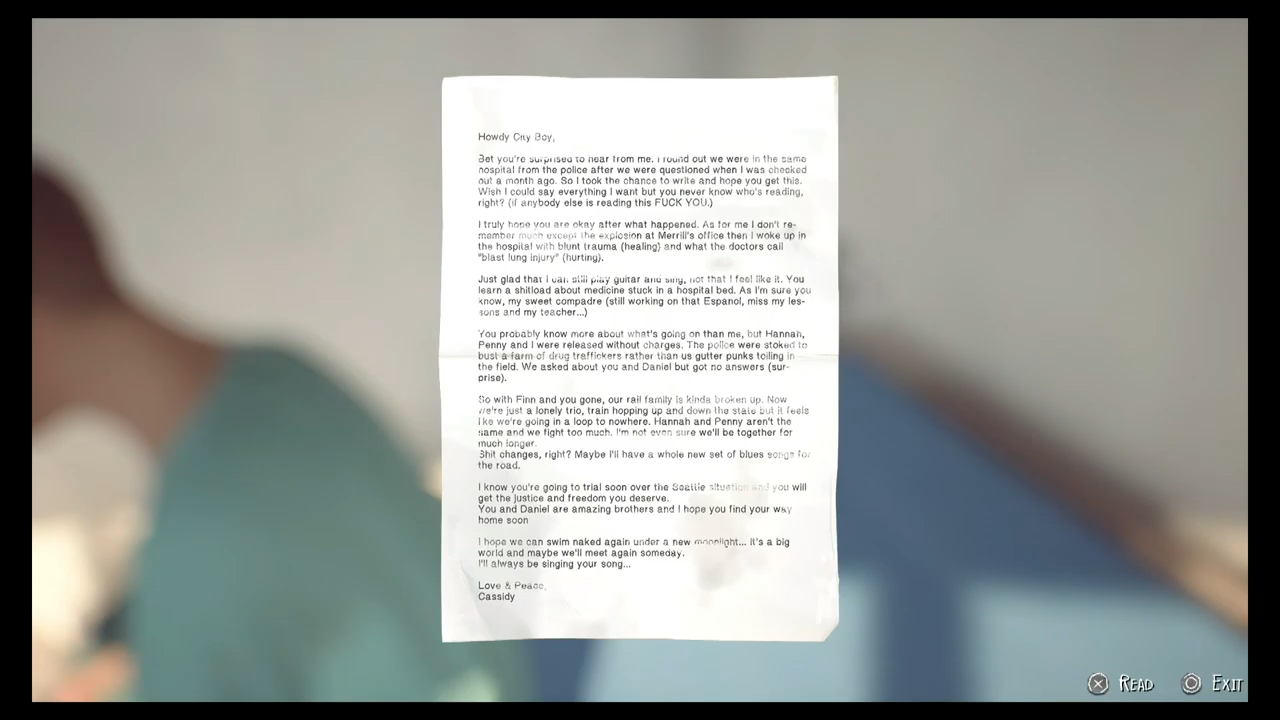 Howdy City Boy,
Bet you're surprised to hear from me. I found out we were in the same
hospital from the police after we were questioned when I was checked
out a month ago. So I took the chance to write and hope you get this.
Wish I could say everything I want but you never know who's reading,
right? (if anybody else is reading this FUCK YOU.)
I truly hope you are okay after what happened. As for me I don't re-
member much except the explosion at Merrill's office then I woke up in
the hospital with blunt trauma (healing) and what the doctors call
"blast lung injury" (hurting).
Just glad that I can still play guitar and sing, not that I feel like it. You
learn a shitload about medicine stuck in a hospital bed. As I'm sure you
know, my sweet compadre (still working on that Espanol, miss my les-
sons and my teacher...)
You probably know more about what's going on than me, but Hannah,
Penny and I were released without charges. The police were stoked to
bust a farm of drug traffickers rather than us gutter punks toiling in
the field. We asked about you and Daniel but got no answers (sur-
prise).
So with Finn and you gone, our rail family is kinda broken up. Now
we're just a lonely trio, train hopping up and down the state but it feels
like we're going in a loop to nowhere. Hannah and Penny aren't the
same and we fight too much. I'm not even sure we'll be together for
much longer.
Shit changes, right? Maybe I'll have a whole new set of blues songs for
the road.
I know you're going to trial soon over the Seattle situation and you will
get the justice and freedom you deserve.
You and Daniel are amazing brothers and I hope you find your way
home soon
I hope we can swim naked again under a new moonlight... it's a big
world and maybe we'll meet again someday.
I'll always be singing your song...
Love & Peace,
Cassidy
READ EXIT